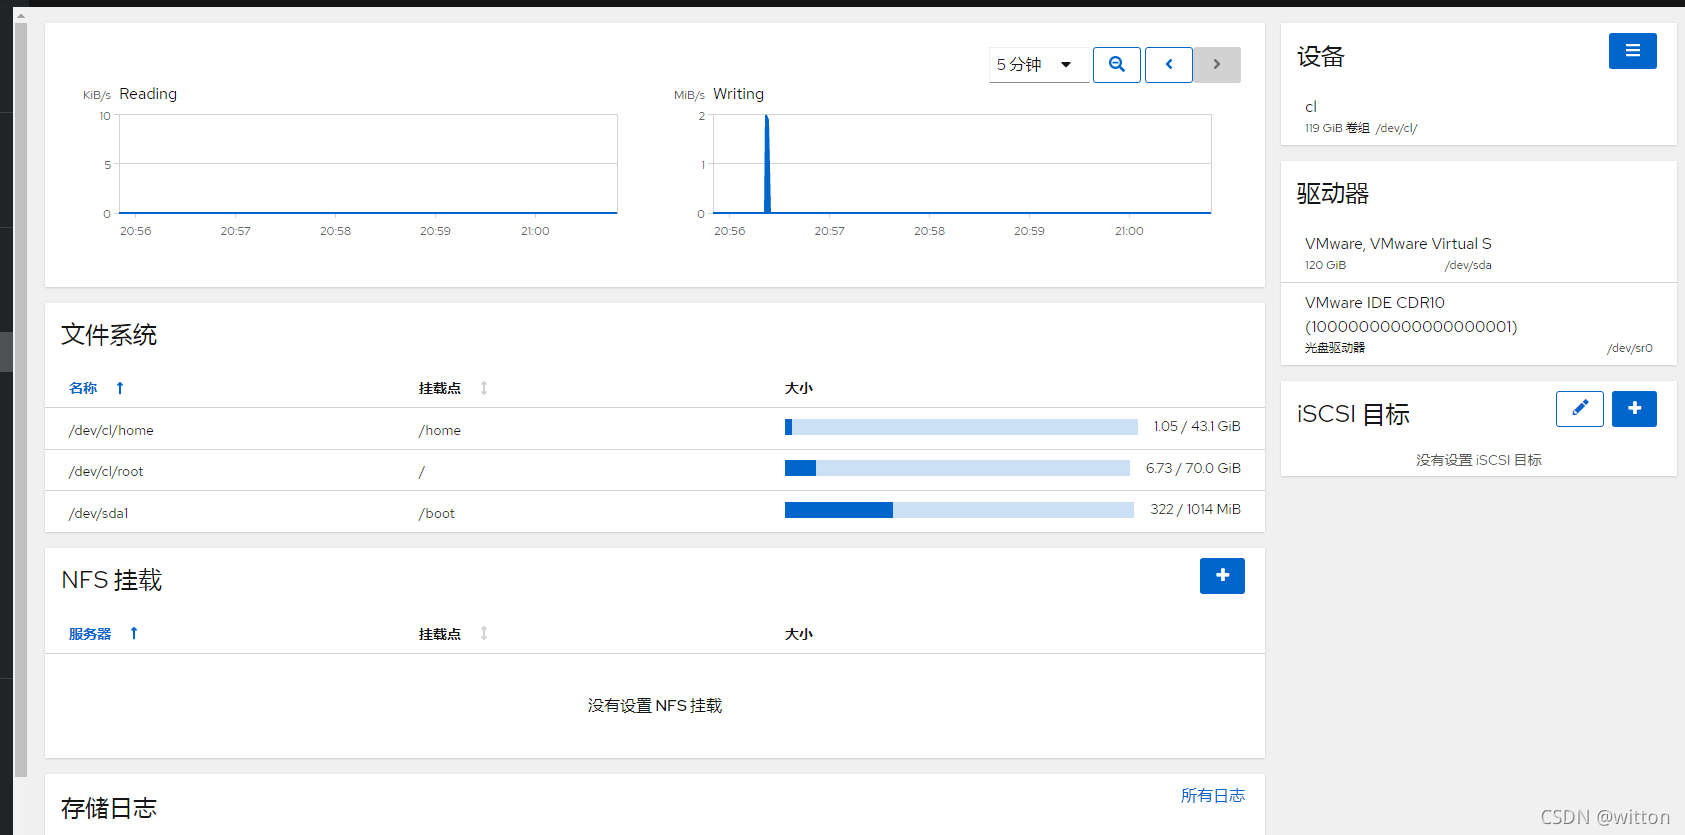 5 分钟
KiB/s Reading
10
5
0
20:56 20:57 20:58 20:59 21:00
MiB/s Writing
2
1
0
20:56 20:57 20:58 20:59 21:00
文件系统
名称 挂载点 大小
/dev/cl/home /home 1.05 / 43.1 GiB
/dev/cl/root / 6.73 / 70.0 GiB
/dev/sda1 /boot 322 / 1014 MiB
NFS 挂载
服务器 挂载点 大小
没有设置 NFS 挂载
存储日志 所有日志
设备
cl
119 GiB 卷组 /dev/cl/
驱动器
VMware, VMware Virtual S
120 GiB /dev/sda
VMware IDE CDR10
(10000000000000000001)
光盘驱动器 /dev/sr0
iSCSI 目标
没有设置 iSCSI 目标
CSDN @witton